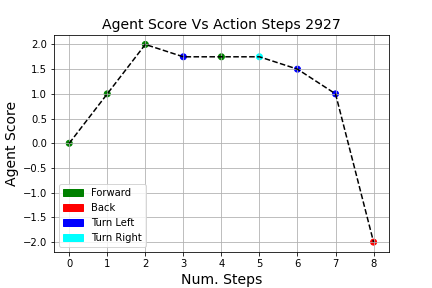 Agent Score Vs Action Steps 2927
Agent Score
2.0
1.5
1.0
0.5
0.0
−0.5
−1.0
−1.5
−2.0
Forward
Back
Turn Left
Turn Right
0 1 2 3 4 5 6 7 8
Num. Steps